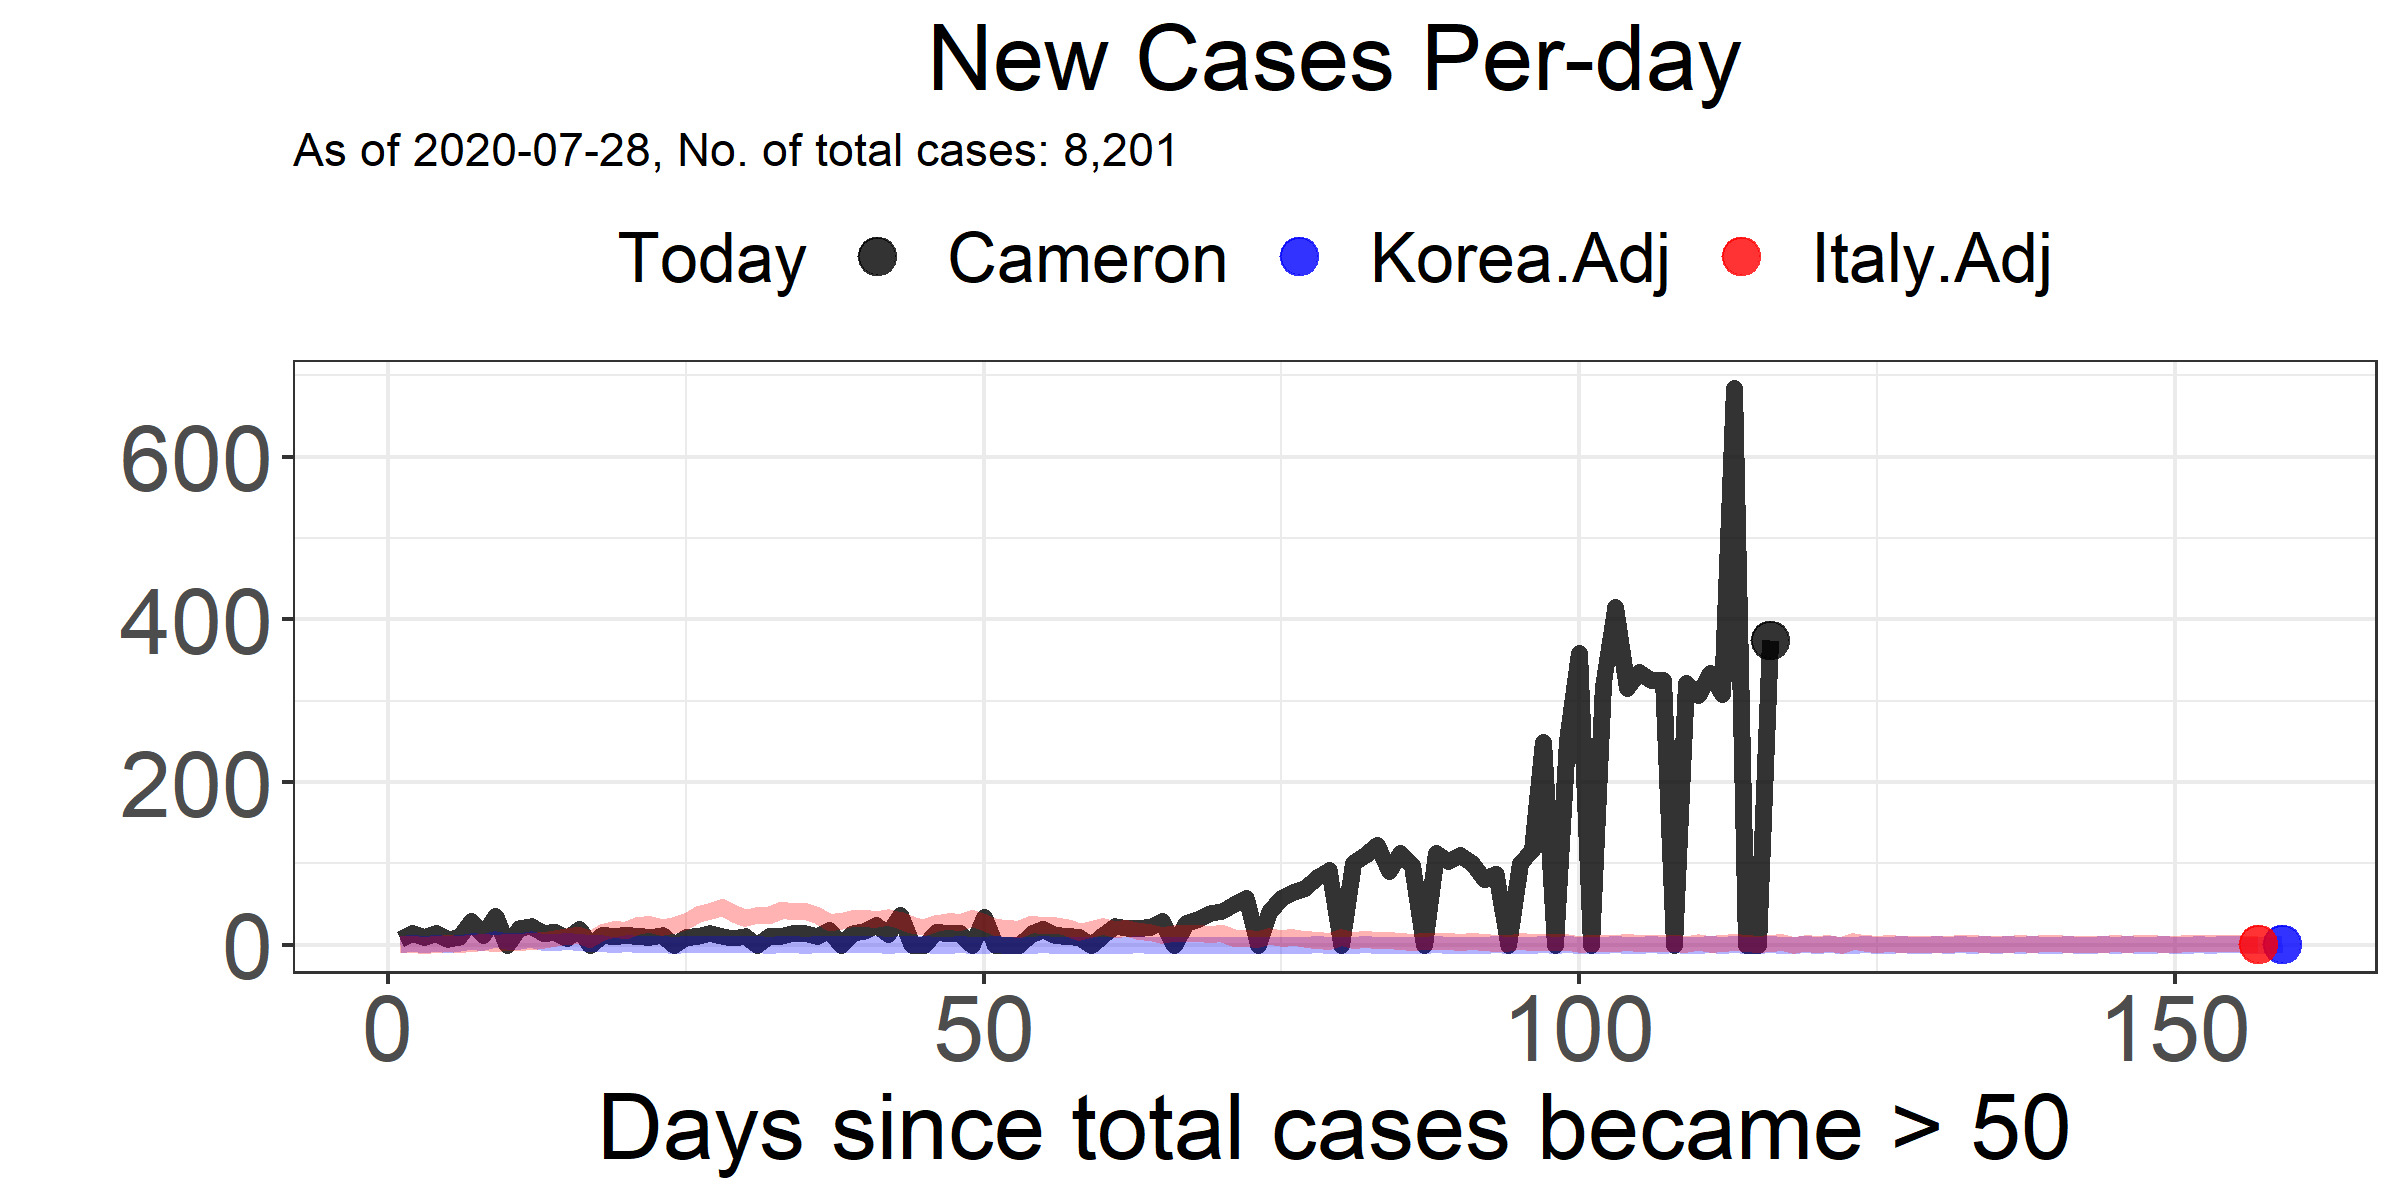 New Cases Per-day
As of 2020-07-28, No. of total cases: 8,201
Today Cameron Korea.Adj Italy.Adj
600
400
200
0
0 50 100 150
Days since total cases became > 50